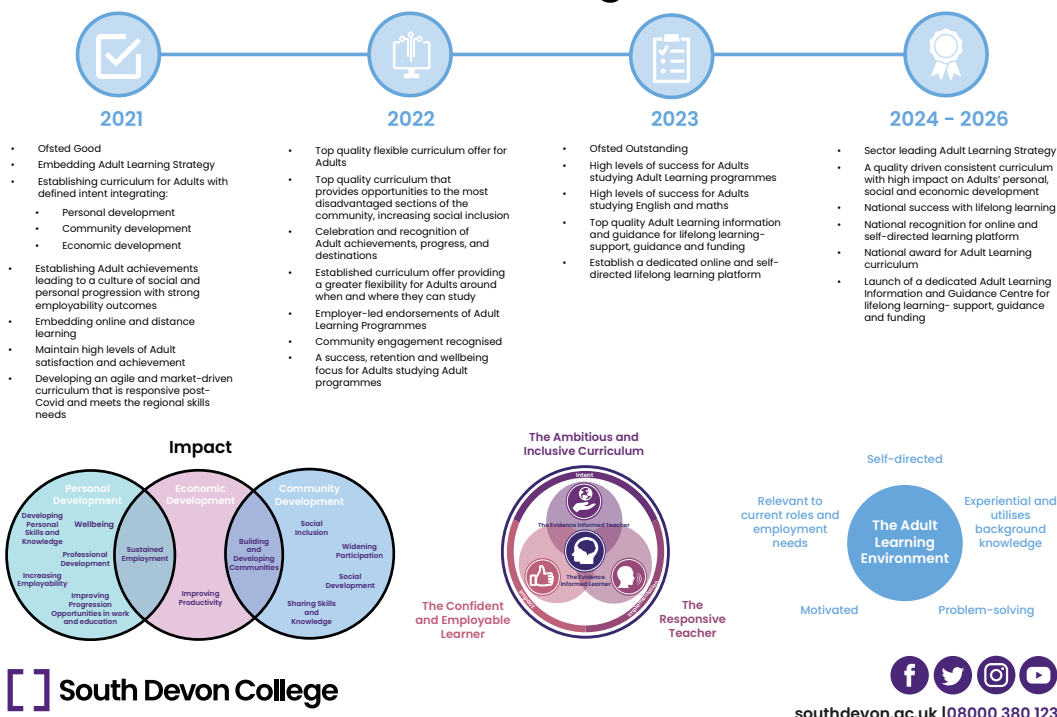 2021
• Ofsted Good
• Embedding Adult Learning Strategy
• Establishing curriculum for Adults with
defined intent integrating:
• Personal development
• Community development
• Economic development
• Establishing Adult achievements
leading to a culture of social and
personal progression with strong
employability outcomes
• Embedding online and distance
learning
• Maintain high levels of Adult
satisfaction and achievement
• Developing an agile and market-driven
curriculum that is responsive post-
Covid and meets the regional skills
needs
2022
• Top quality flexible curriculum offer for
Adults
• Top quality curriculum that
provides opportunities to the most
disadvantaged sections of the
community, increasing social inclusion
• Celebration and recognition of
Adult achievements, progress, and
destinations
• Established curriculum offer providing
a greater flexibility for Adults around
when and where they can study
• Employer-led endorsements of Adult
Learning Programmes
• Community engagement recognised
• A success, retention and wellbeing
focus for Adults studying Adult
programmes
2023
• Ofsted Outstanding
• High levels of success for Adults
studying Adult Learning programmes
• High levels of success for Adults
studying English and maths
• Top quality Adult Learning information
and guidance for lifelong learning-
support, guidance and funding
• Establish a dedicated online and self-
directed lifelong learning platform
2024 - 2026
• Sector leading Adult Learning Strategy
• A quality driven consistent curriculum
with high impact on Adults' personal,
social and economic development
• National success with lifelong learning
• National recognition for online and
self-directed learning platform
• National award for Adult Learning
curriculum
• Launch of a dedicated Adult Learning
Information and Guidance Centre for
lifelong learning- support, guidance
and funding
Impact
Personal
Development
Developing
Personal
Skills and
Knowledge
Wellbeing
Professional
Development
Increasing
Employability
Improving
Progression
Opportunities in work
and education
Sustained
Employment
Economic
Development
Improving
Productivity
Building
and
Developing
Communities
Community
Development
Social
Inclusion
Widening
Participation
Social
Development
Sharing Skills
and
Knowledge
The Ambitious and
Inclusive Curriculum
Intent
The Evidence Informed Teacher
The Evidence
Informed Learner
Impact
Implementation
The Confident
and Employable
Learner
The
Responsive
Teacher
Self-directed
Relevant to
current roles and
employment
needs
The Adult
Learning
Environment
Experiential and
utilises
background
knowledge
Motivated
Problem-solving
South Devon College
southdevon.ac.uk |08000 380 123